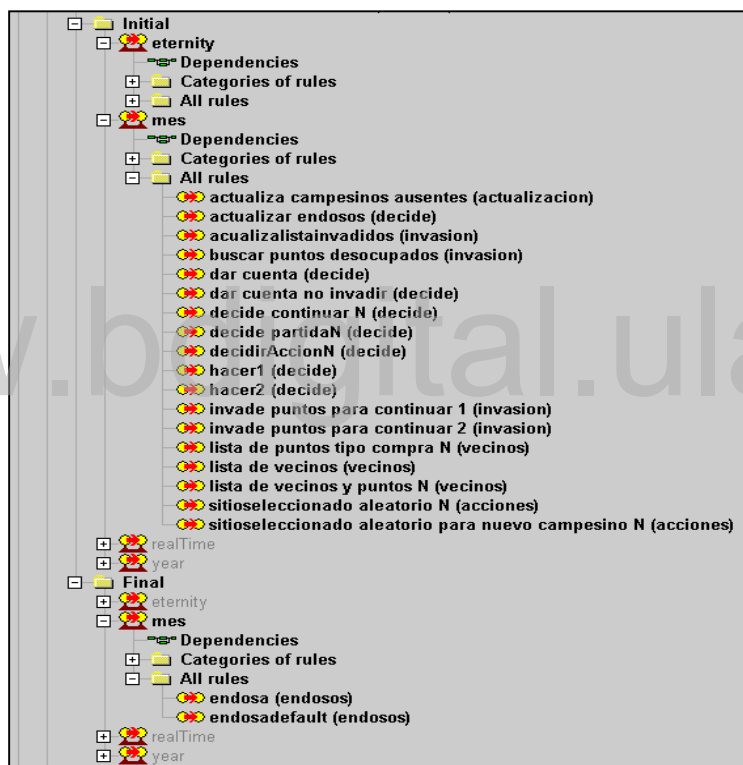 Initial
eternity
Dependencies
Categories of rules
All rules
mes
Dependencies
Categories of rules
All rules
actualiza campesinos ausentes (actualizacion)
actualizar endosos (decide)
acualizalistainvadidos (invasion)
buscar puntos desocupados (invasion)
dar cuenta (decide)
dar cuenta no invadir (decide)
decide continuar N (decide)
decide partidaN (decide)
decidirAccionN (decide)
hacer1 (decide)
hacer2 (decide)
invade puntos para continuar 1 (invasion)
invade puntos para continuar 2 (invasion)
lista de puntos tipo compra N (vecinos)
lista de vecinos (vecinos)
lista de vecinos y puntos N (vecinos)
sitioseleccionado aleatorio N (acciones)
sitioseleccionado aleatorio para nuevo campesino N (acciones)
realTime
year
Final
eternity
mes
Dependencies
Categories of rules
All rules
endosa (endosos)
endosadefault (endosos)
realTime
year
w.bdigital.ula